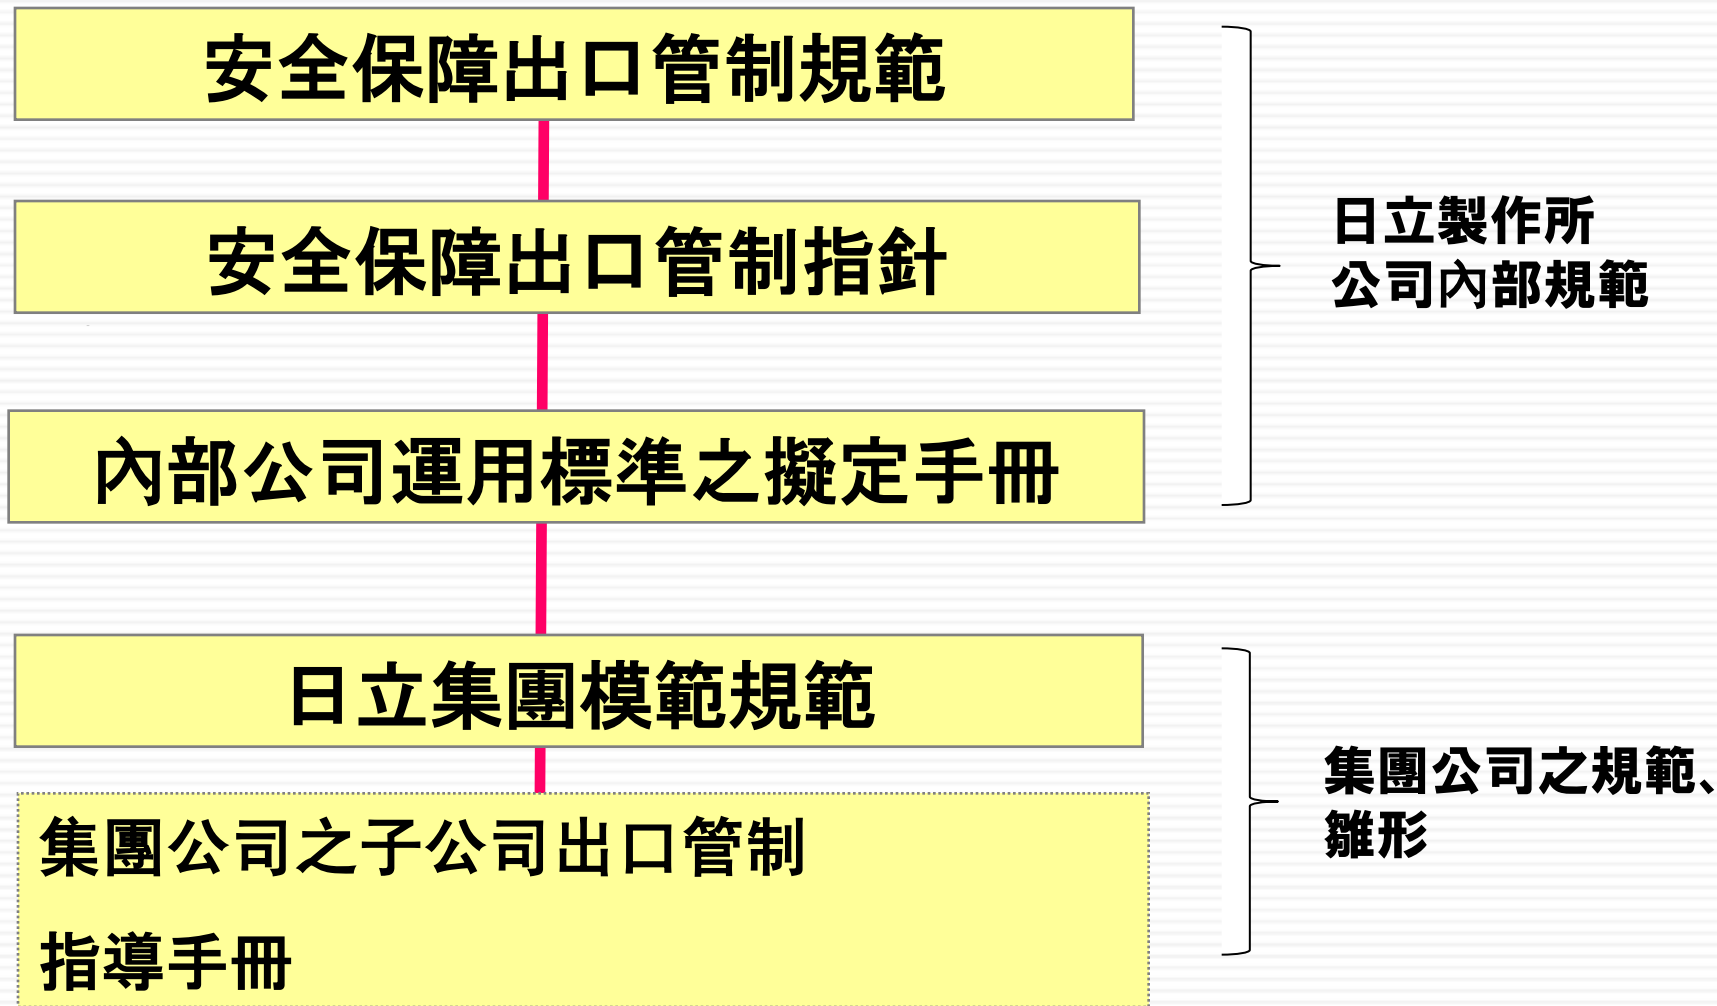 安全保障出口管制規範
安全保障出口管制指針
內部公司運用標準之擬定手冊
日立製作所
公司內部規範
日立集團模範規範
集團公司之子公司出口管制
指導手冊
集團公司之規範、
雛形